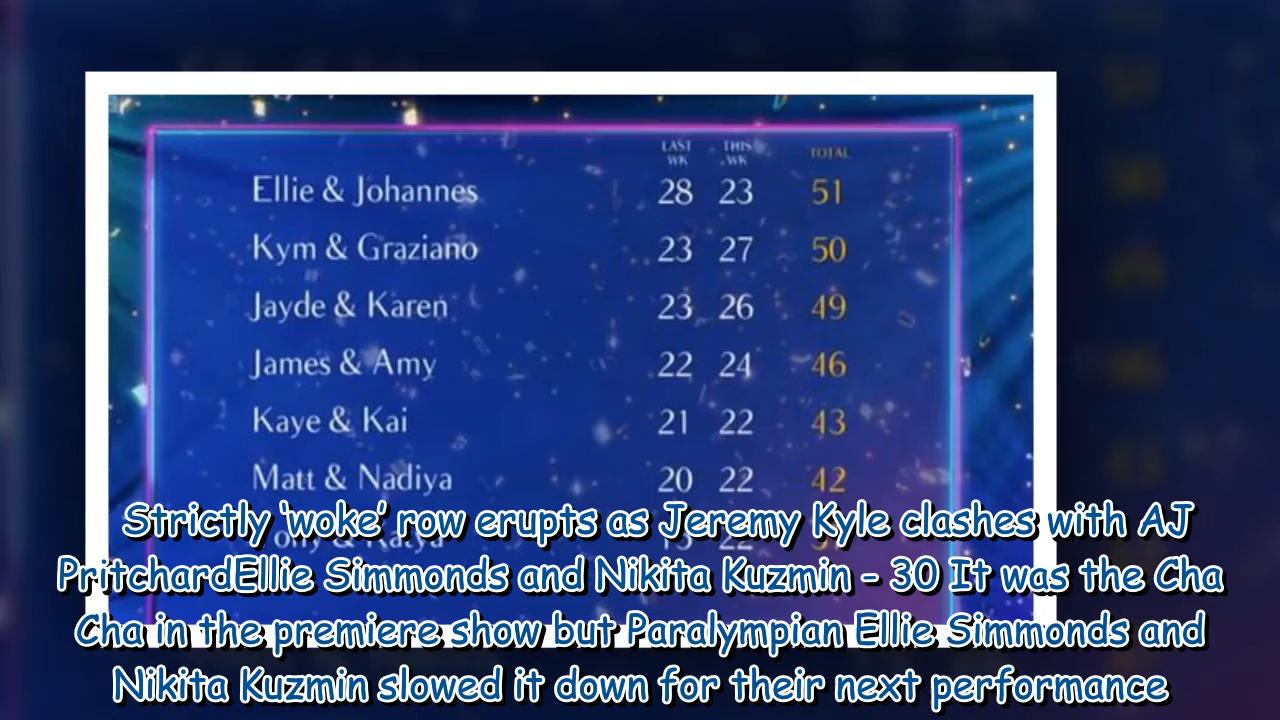 LAST WK THIS WK TOTAL
Ellie & Johannes 28 23 51
Kym & Graziano 23 27 50
Jayde & Karen 23 26 49
James & Amy 22 24 46
Kaye & Kai 21 22 43
Matt & Nadiya 20 22 42
Strictly ‘woke’ row erupts as Jeremy Kyle clashes with AJ
Tony & Katya 22
PritchardEllie Simmonds and Nikita Kuzmin - 30 It was the Cha
Cha in the premiere show but Paralympian Ellie Simmonds and
Nikita Kuzmin slowed it down for their next performance